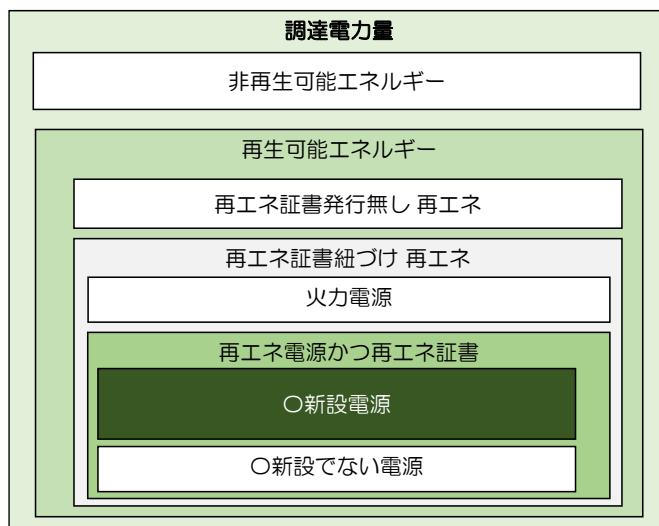 調達電力量
非再生可能エネルギー
再生可能エネルギー
再エネ証書発行無し 再エネ
再エネ証書紐づけ 再エネ
火力電源
再エネ電源かつ再エネ証書
〇新設電源
〇新設でない電源